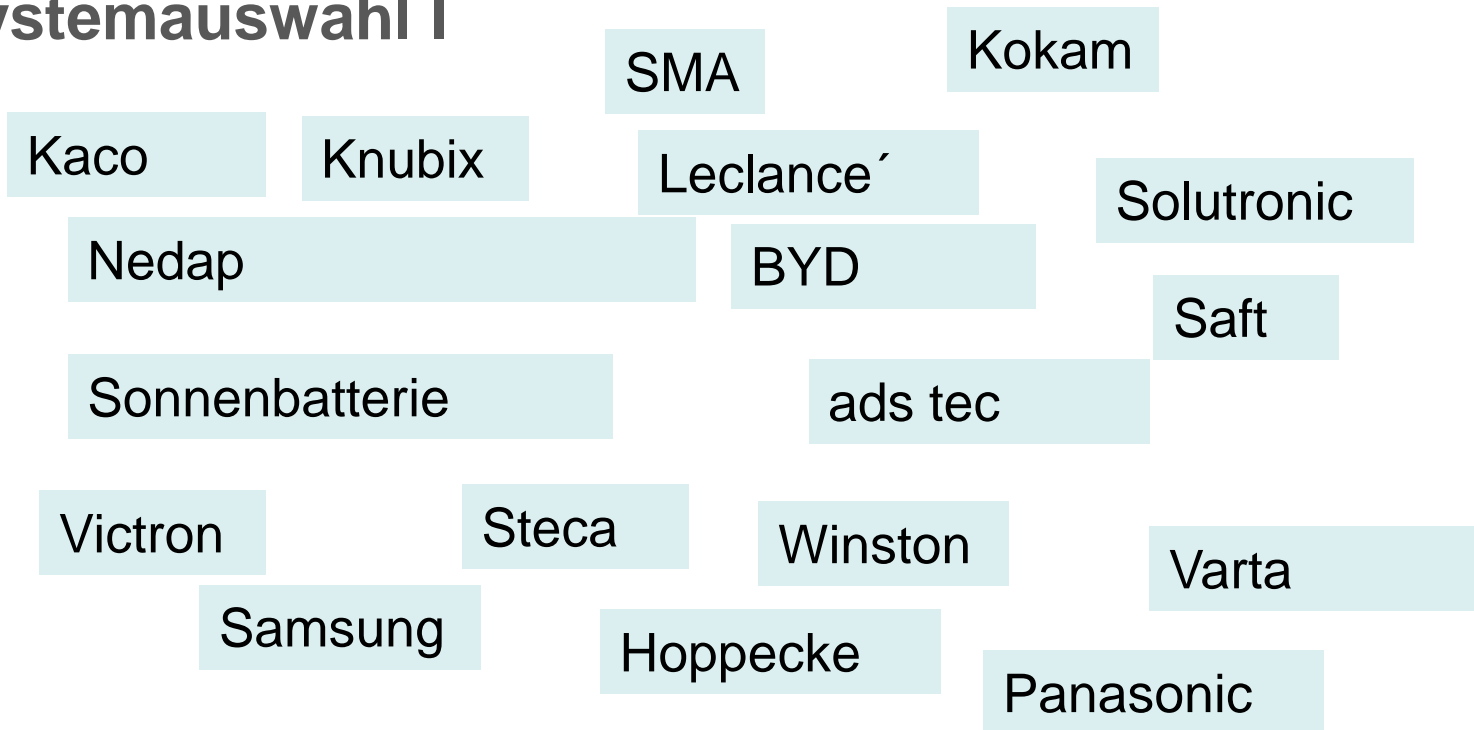 ystemauswahl I
SMA
Kokam
Kaco
Knubix
Leclance´
Solutronic
Nedap
BYD
Saft
Sonnenbatterie
ads tec
Victron
Steca
Winston
Varta
Samsung
Hoppecke
Panasonic